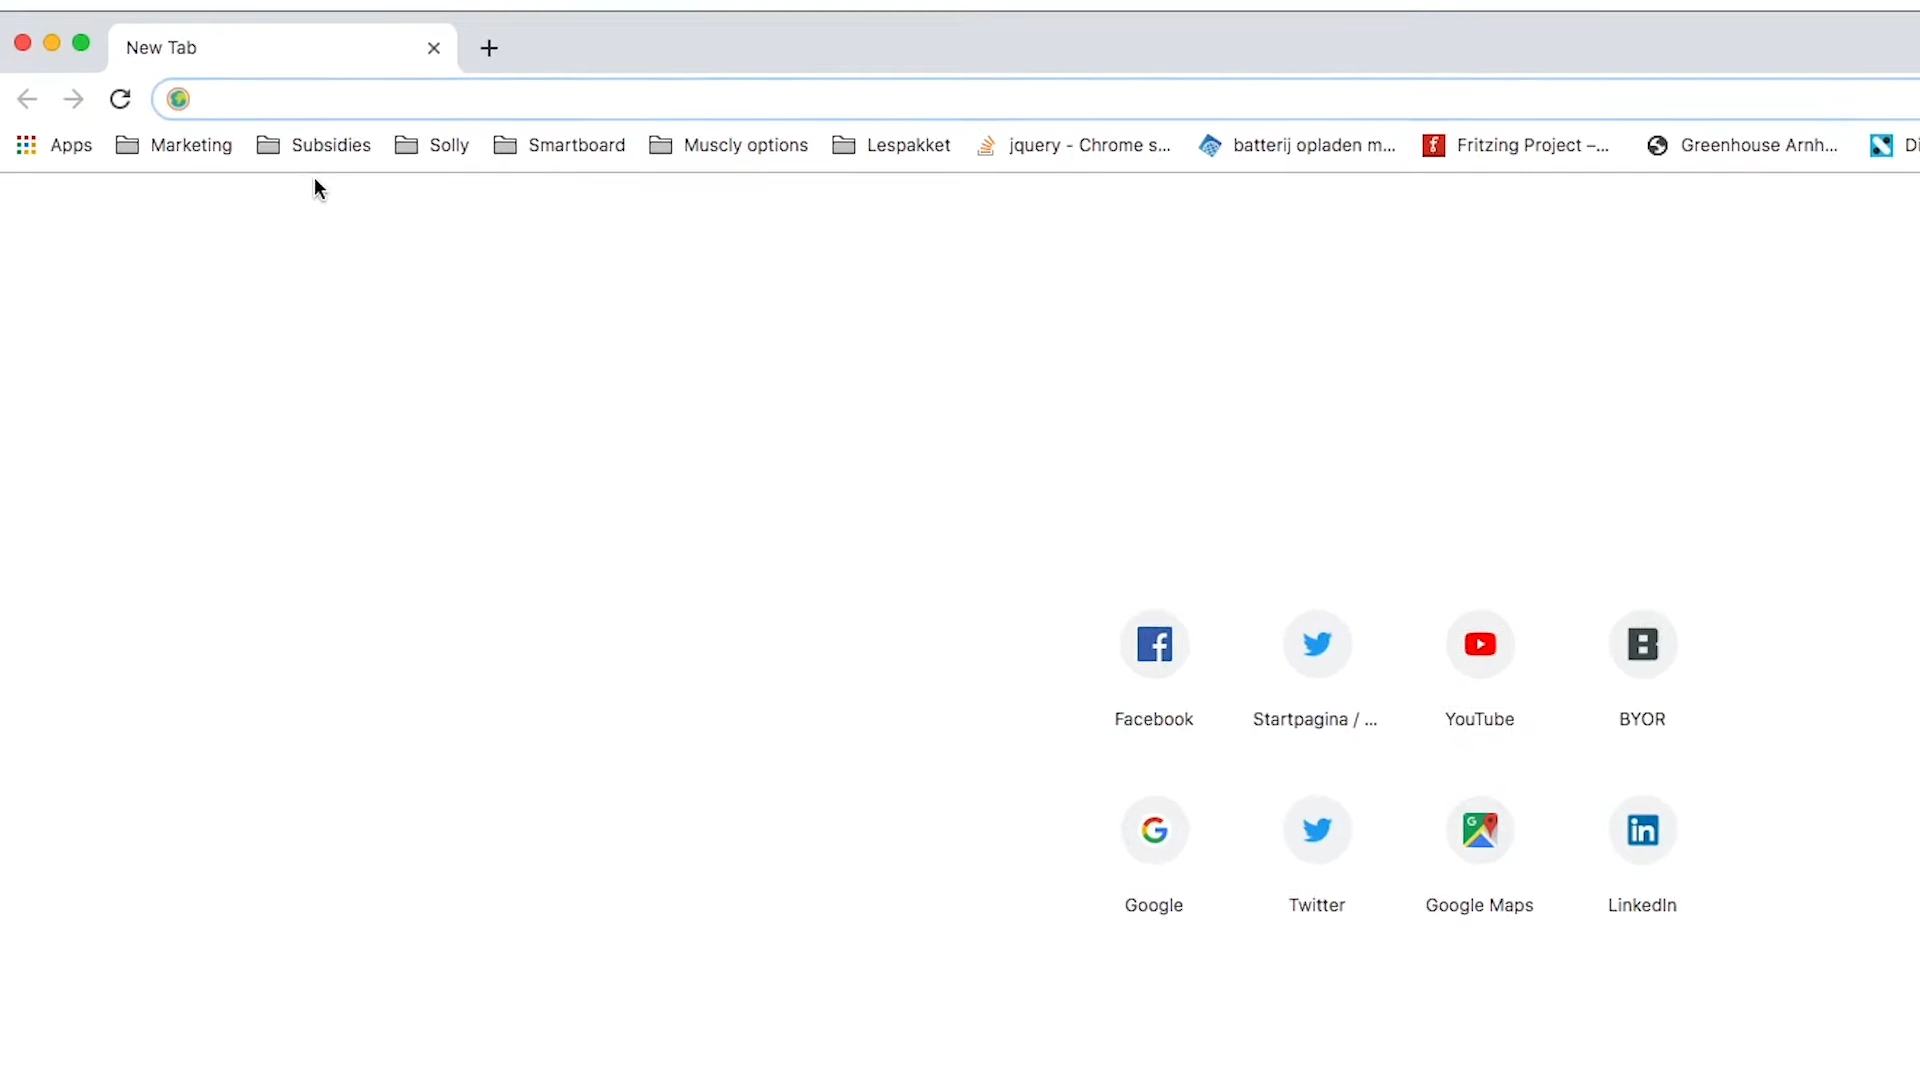 New Tab
Apps Marketing Subsidies Solly Smartboard Muscly options Lespakket jquery - Chrome s... batterij opladen m... Fritzing Project –... Greenhouse Arnh...
Facebook Startpagina / ... YouTube BYOR
Google Twitter Google Maps LinkedIn